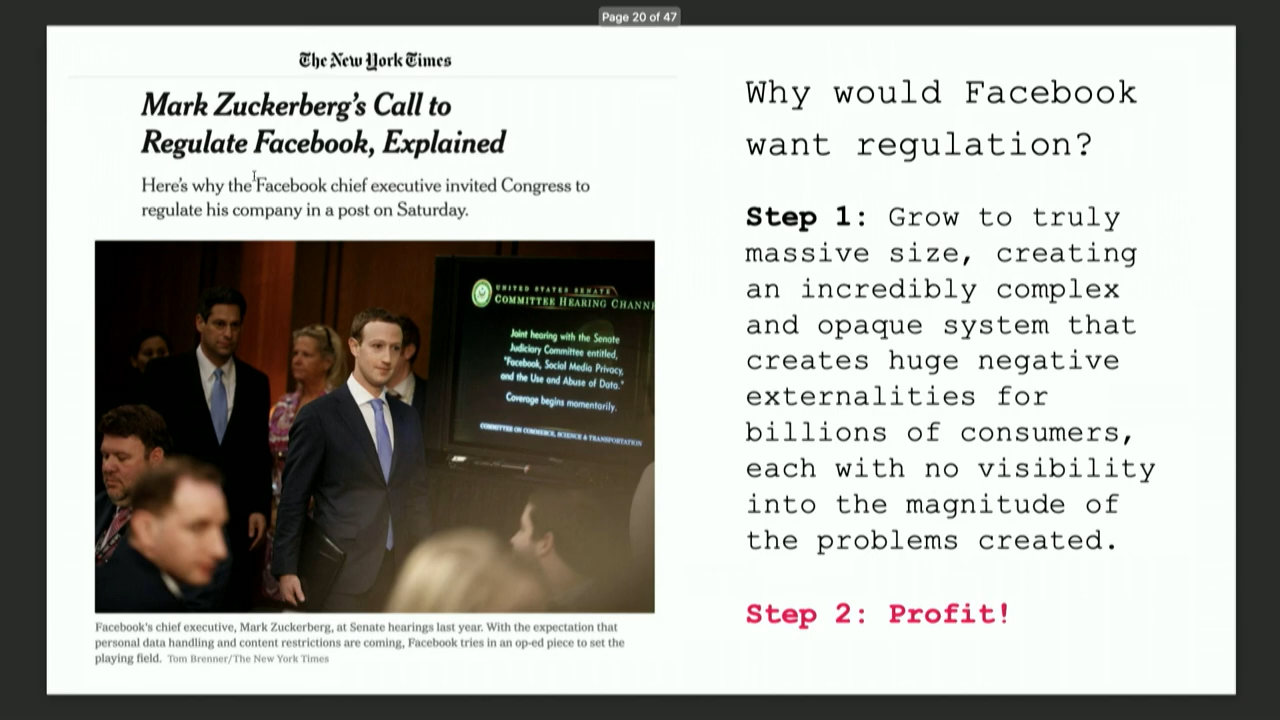 Page 20 of 47
The New York Times
Mark Zuckerberg's Call to
Regulate Facebook, Explained
Here's why the Facebook chief executive invited Congress to
regulate his company in a post on Saturday.
UNITED STATES SENATE
COMMITTEE HEARING CHANNE
Joint hearing with the Senate
Judiciary Committee entitled,
"Facebook, Social Media Privacy,
and the Use and Abuse of Data."
Coverage begins momentarily.
COMMITTEE ON COMMERCE, SCIENCE & TRANSPORTATION
Facebook's chief executive, Mark Zuckerberg, at Senate hearings last year. With the expectation that
personal data handling and content restrictions are coming, Facebook tries in an op-ed piece to set the
playing field. Tom Brenner/The New York Times
Why would Facebook
want regulation?
Step 1: Grow to truly
massive size, creating
an incredibly complex
and opaque system that
creates huge negative
externalities for
billions of consumers,
each with no visibility
into the magnitude of
the problems created.
Step 2: Profit!